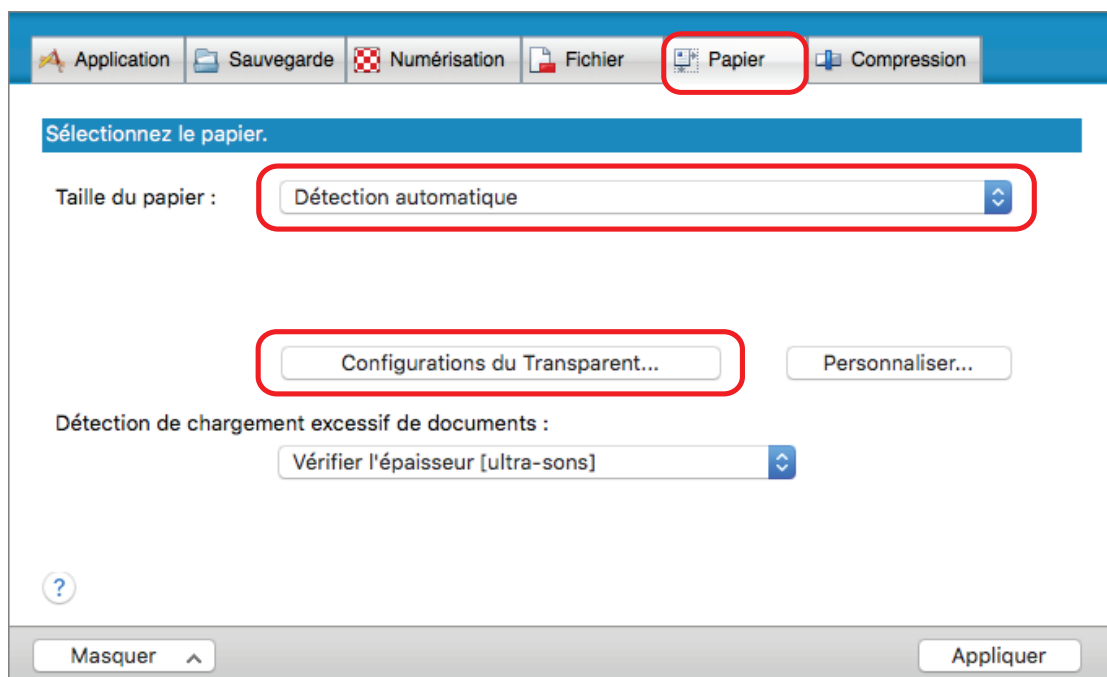 Application Sauvegarde Numérisation Fichier Papier Compression
Sélectionnez le papier.
Taille du papier : Détection automatique
Configurations du Transparent... Personnaliser...
Détection de chargement excessif de documents :
Vérifier l'épaisseur [ultra-sons]
?
Masquer Appliquer